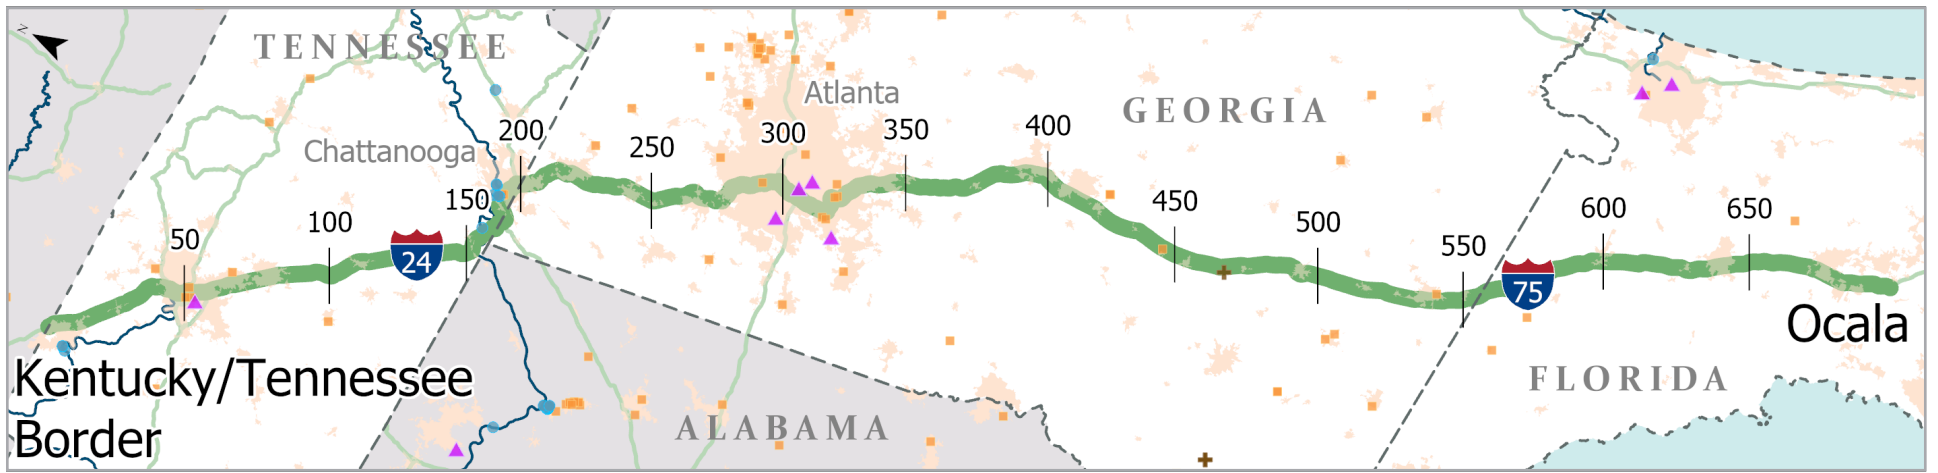 N
TENNESSEE
Chattanooga
Atlanta
GEORGIA
50
100
150
200
250
300
350
400
450
500
550
600
650
24
75
Kentucky/Tennessee
Border
ALABAMA
FLORIDA
Ocala